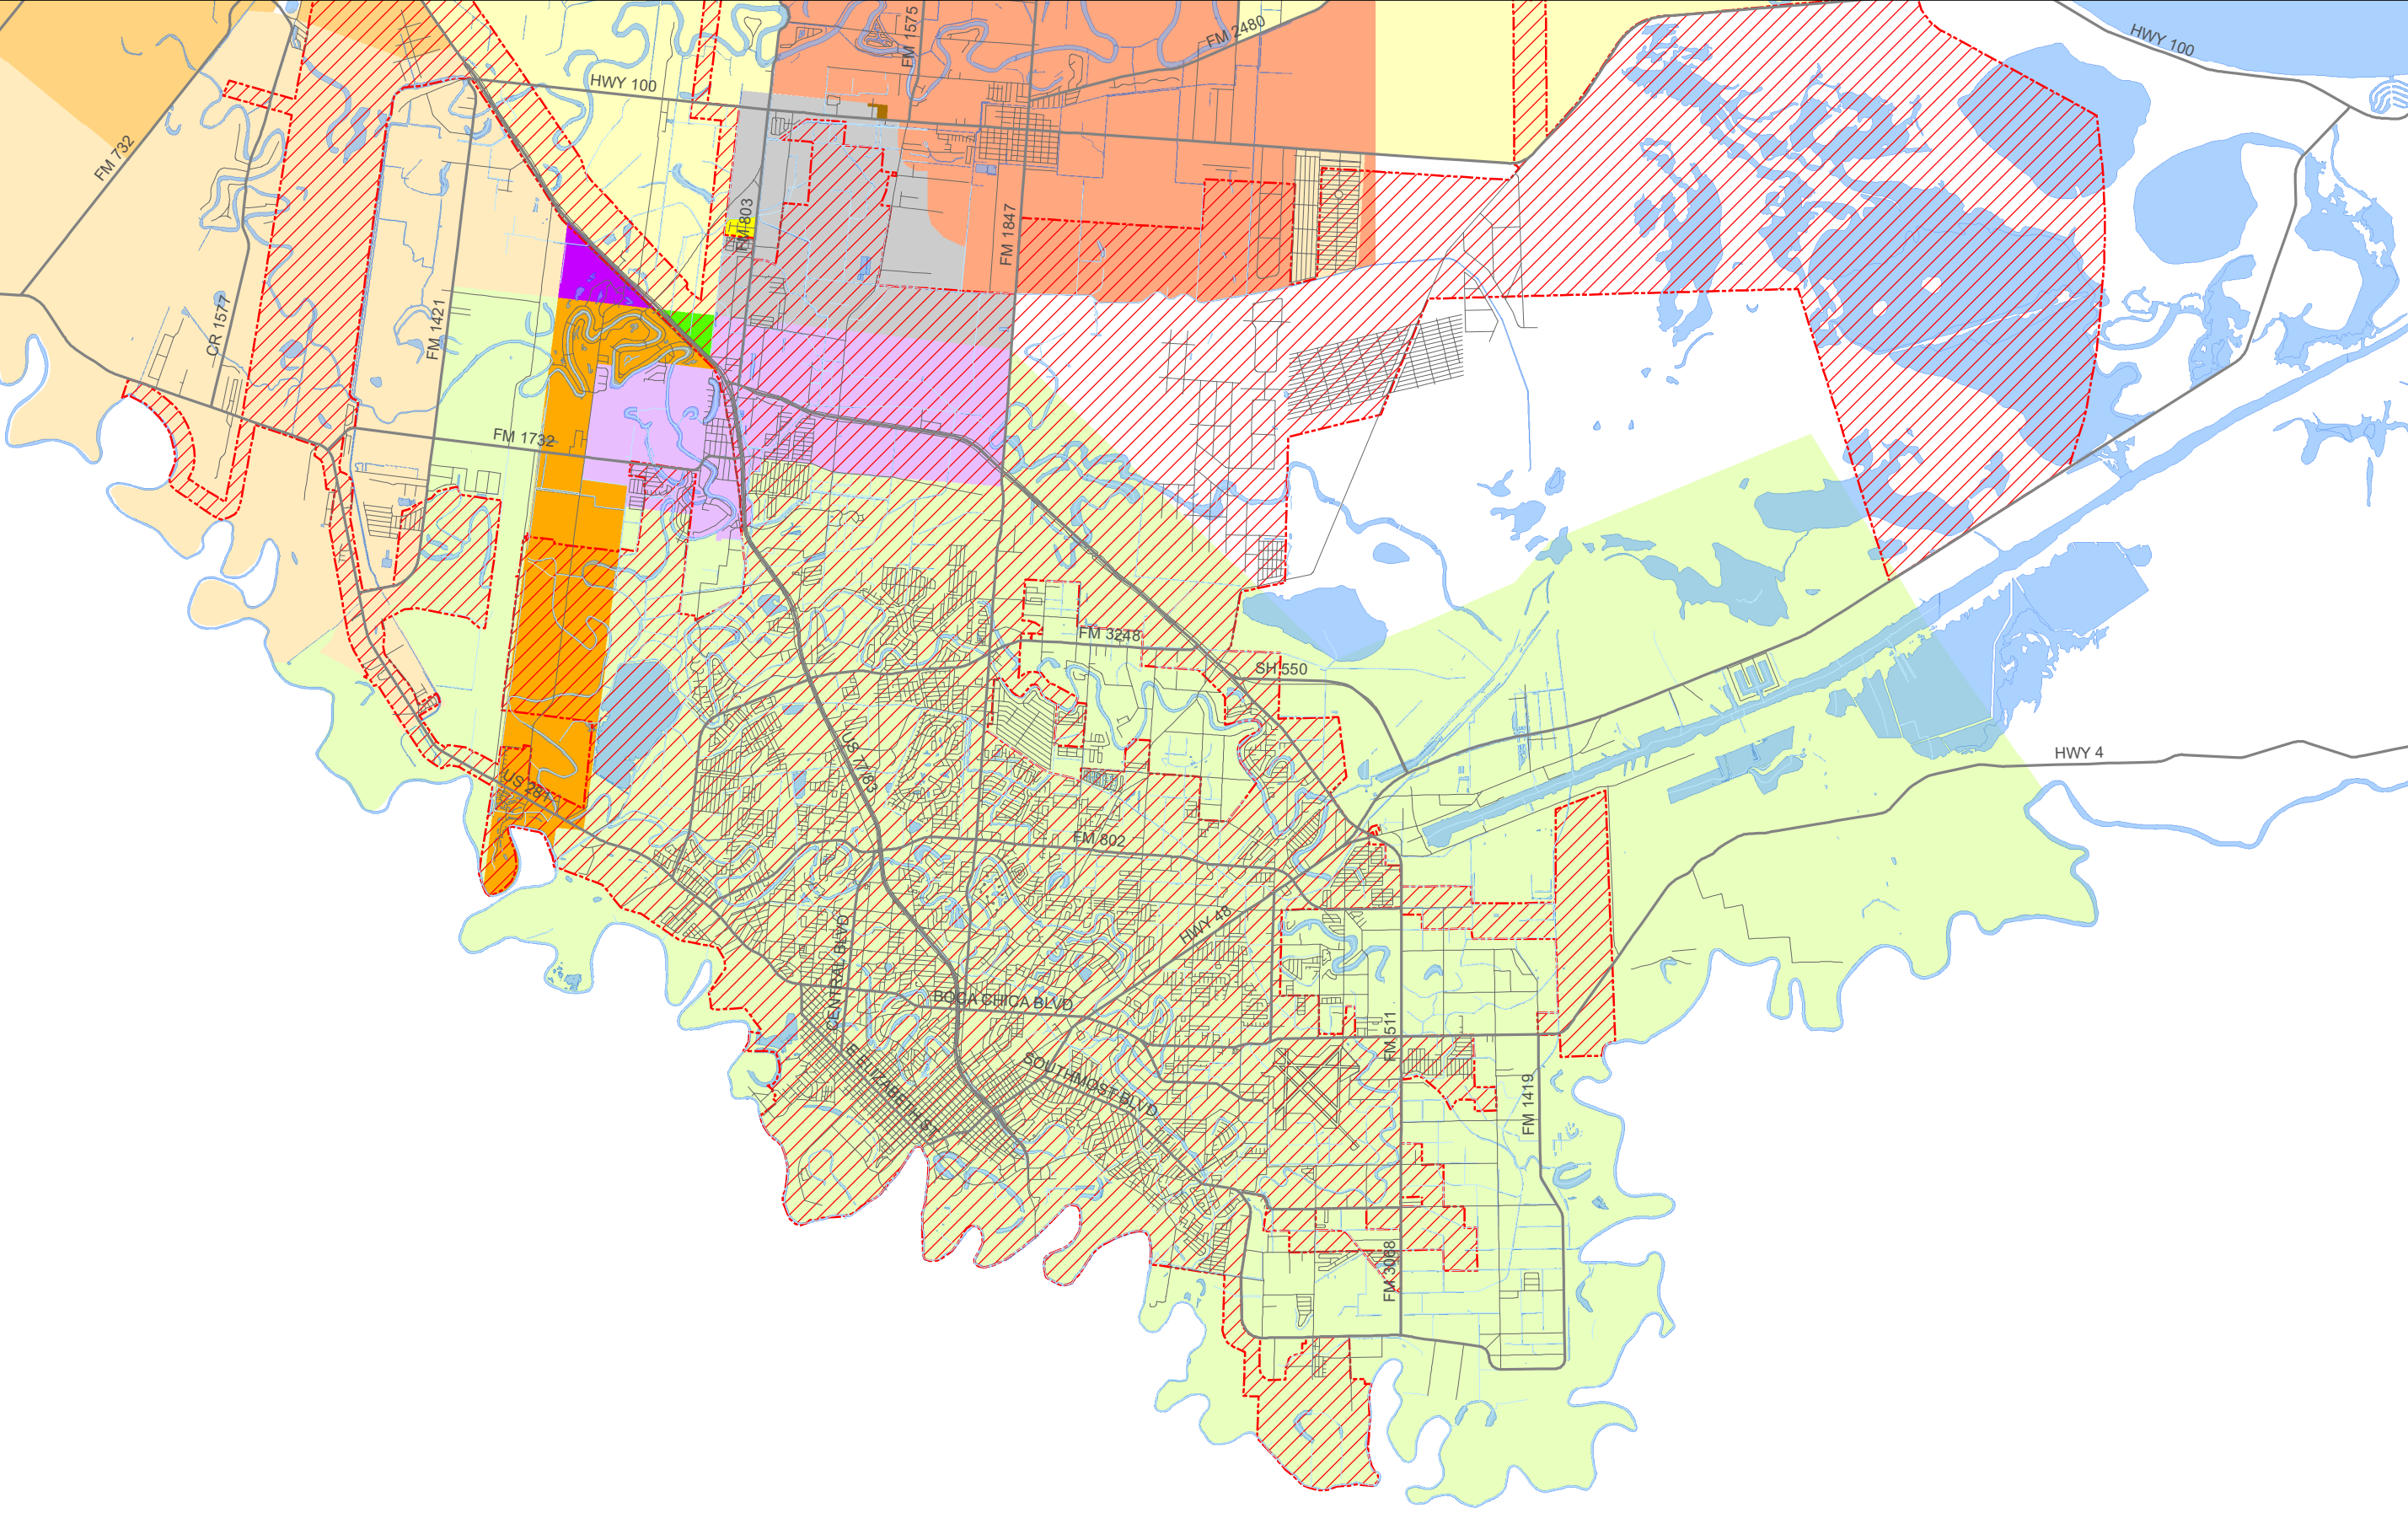 FM 1575
FM 2480
HWY 100
HWY 100
FM 732
FM 803
FM 1847
CR 1577
FM 1421
FM 1732
FM 3248
SH 550
US 77/83
HWY 4
US 281
FM 802
HWY 48
CENTRAL BLVD
BOCA CHICA BLVD
FM 511
E ELIZABETH ST
SOUTHMOST BLVD
FM 1419
FM 3068